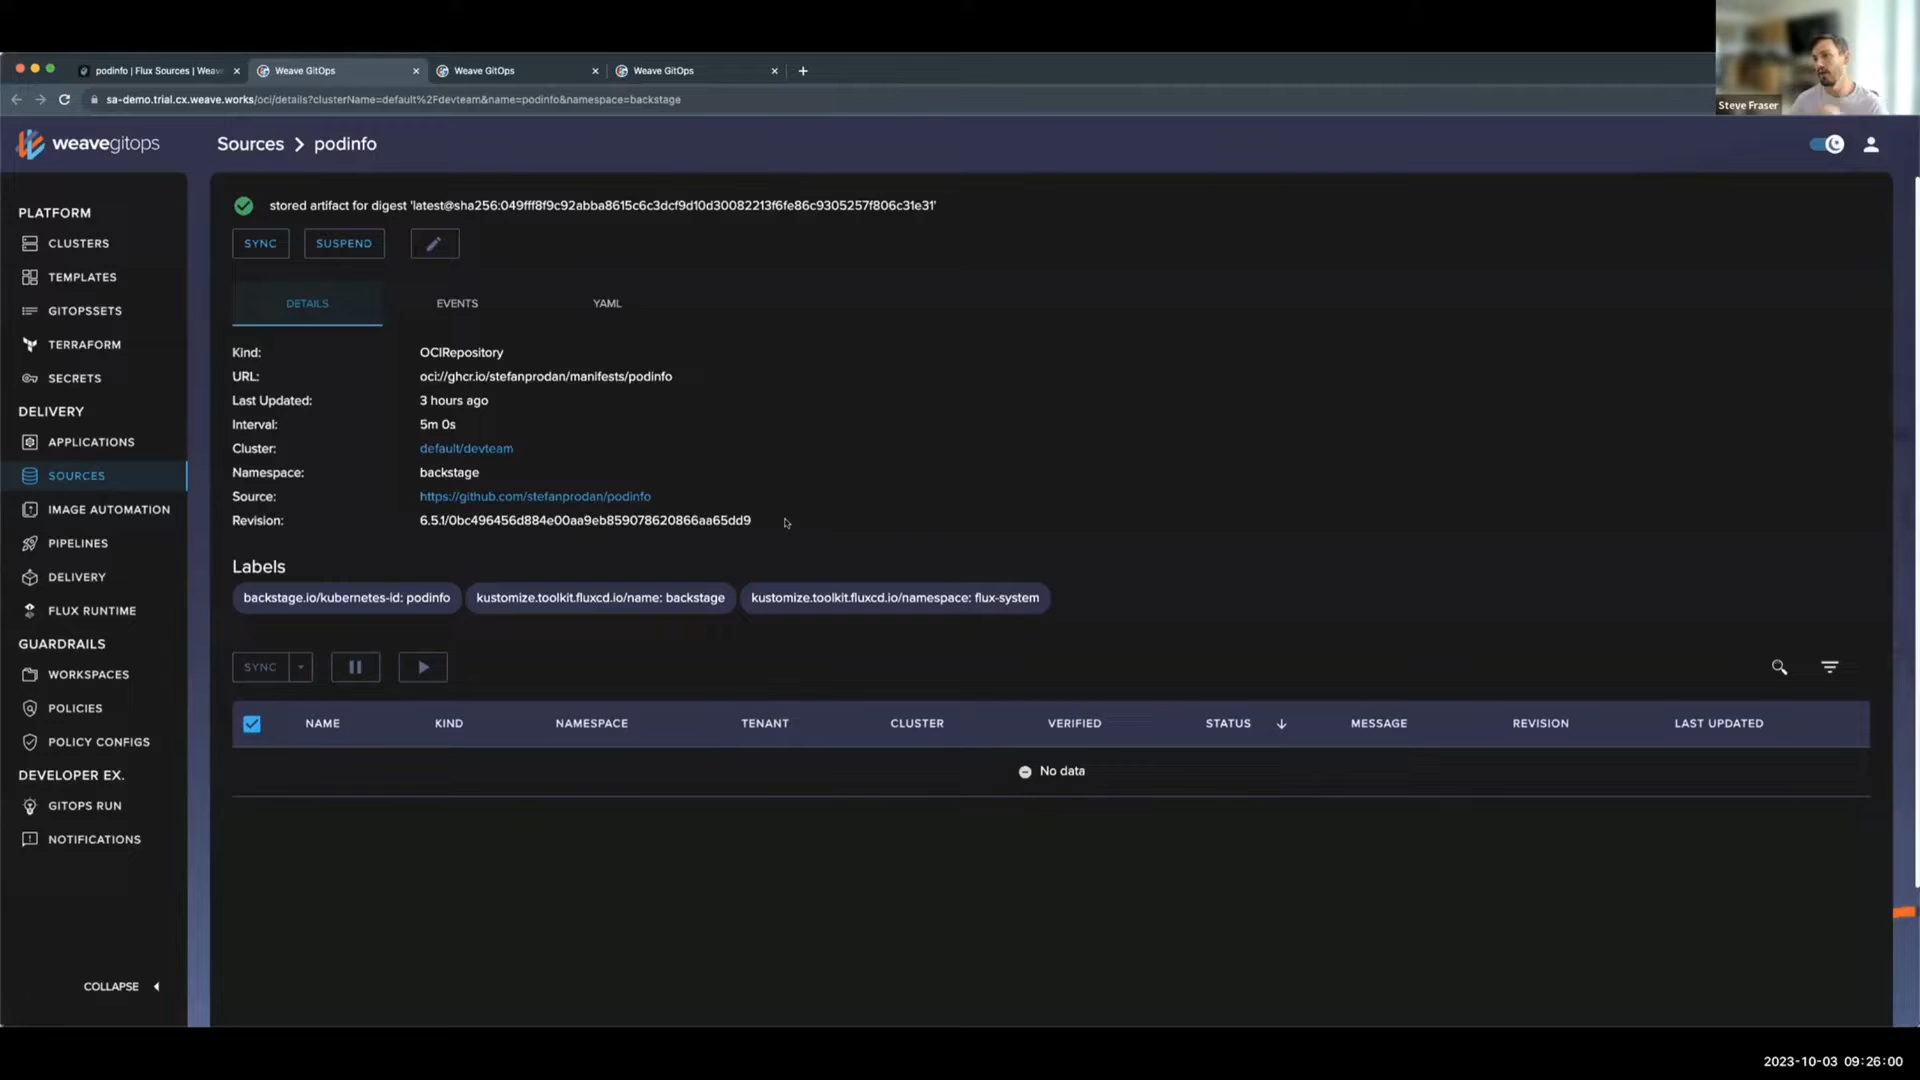 podinfo | Flux Sources | Weav
Weave GitOps
Weave GitOps
Weave GitOps
sa-demo.trial.cx.weave.works/oci/details?clusterName=default%2Fdevteam&name=podinfo&namespace=backstage
Steve Fraser
weavegitops
Sources > podinfo
PLATFORM
CLUSTERS
TEMPLATES
GITOPSSETS
TERRAFORM
SECRETS
DELIVERY
APPLICATIONS
SOURCES
IMAGE AUTOMATION
PIPELINES
DELIVERY
FLUX RUNTIME
GUARDRAILS
WORKSPACES
POLICIES
POLICY CONFIGS
DEVELOPER EX.
GITOPS RUN
NOTIFICATIONS
COLLAPSE
stored artifact for digest 'latest@sha256:049fff8f9c92abba8615c6c3dcf9d10d30082213f6fe86c9305257f806c31e31'
SYNC SUSPEND
DETAILS EVENTS YAML
Kind: OCIRepository
URL: oci://ghcr.io/stefanprodan/manifests/podinfo
Last Updated: 3 hours ago
Interval: 5m 0s
Cluster: default/devteam
Namespace: backstage
Source: https://github.com/stefanprodan/podinfo
Revision: 6.5.1/0bc496456d884e00aa9eb859078620866aa65dd9
Labels
backstage.io/kubernetes-id: podinfo kustomize.toolkit.fluxcd.io/name: backstage kustomize.toolkit.fluxcd.io/namespace: flux-system
SYNC
NAME KIND NAMESPACE TENANT CLUSTER VERIFIED STATUS MESSAGE REVISION LAST UPDATED
No data
2023-10-03 09:26:00